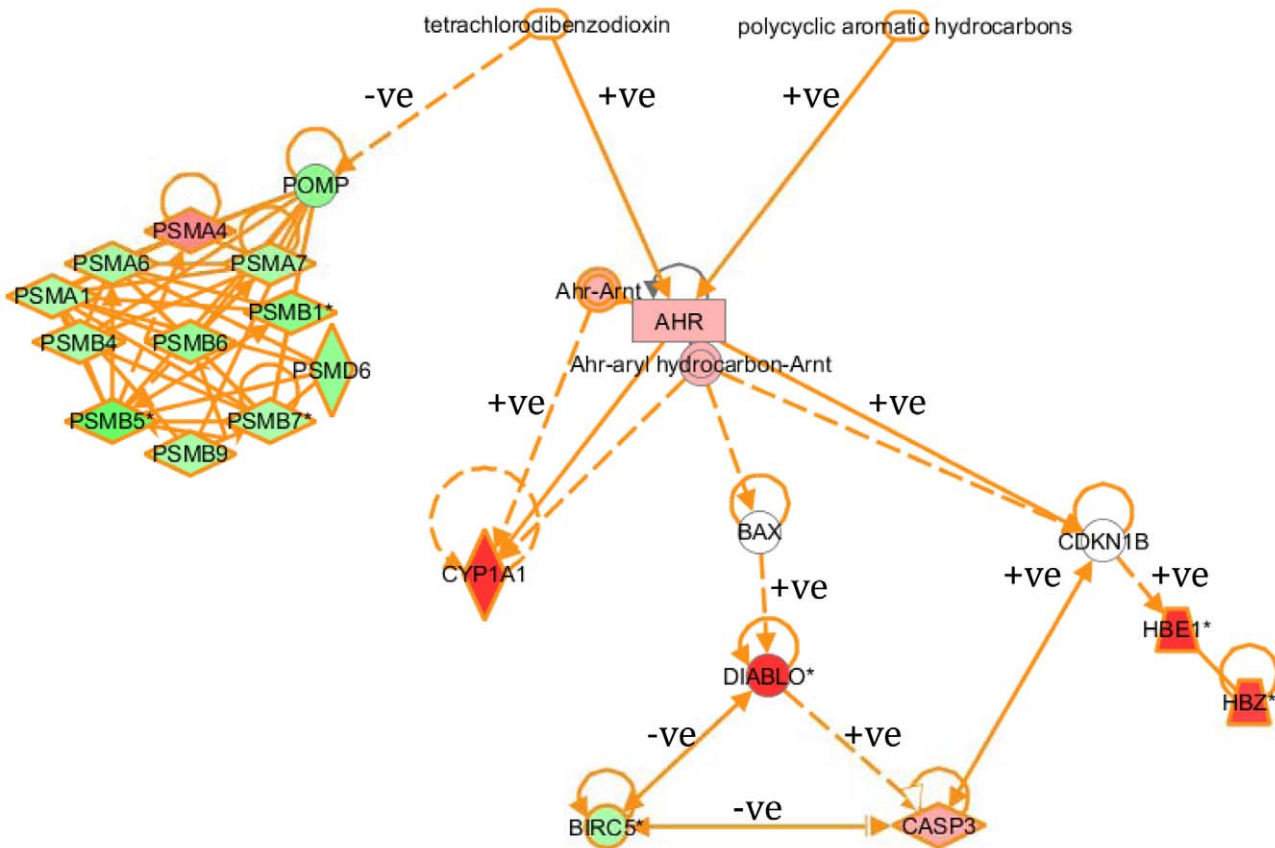 tetrachlorodibenzodioxin
polycyclic aromatic hydrocarbons
-ve
+ve
+ve
POMP
PSMA4
PSMA6
PSMA7
PSMA1
PSMB1*
PSMB4
PSMB6
PSMD6
PSMB5*
PSMB7*
PSMB9
Ahr-Arnt
AHR
Ahr-aryl hydrocarbon-Arnt
+ve
+ve
BAX
CDKN1B
CYP1A1
+ve
+ve
+ve
HBE1*
DIABLO*
HBZ*
-ve
+ve
-ve
BIRC5*
CASP3